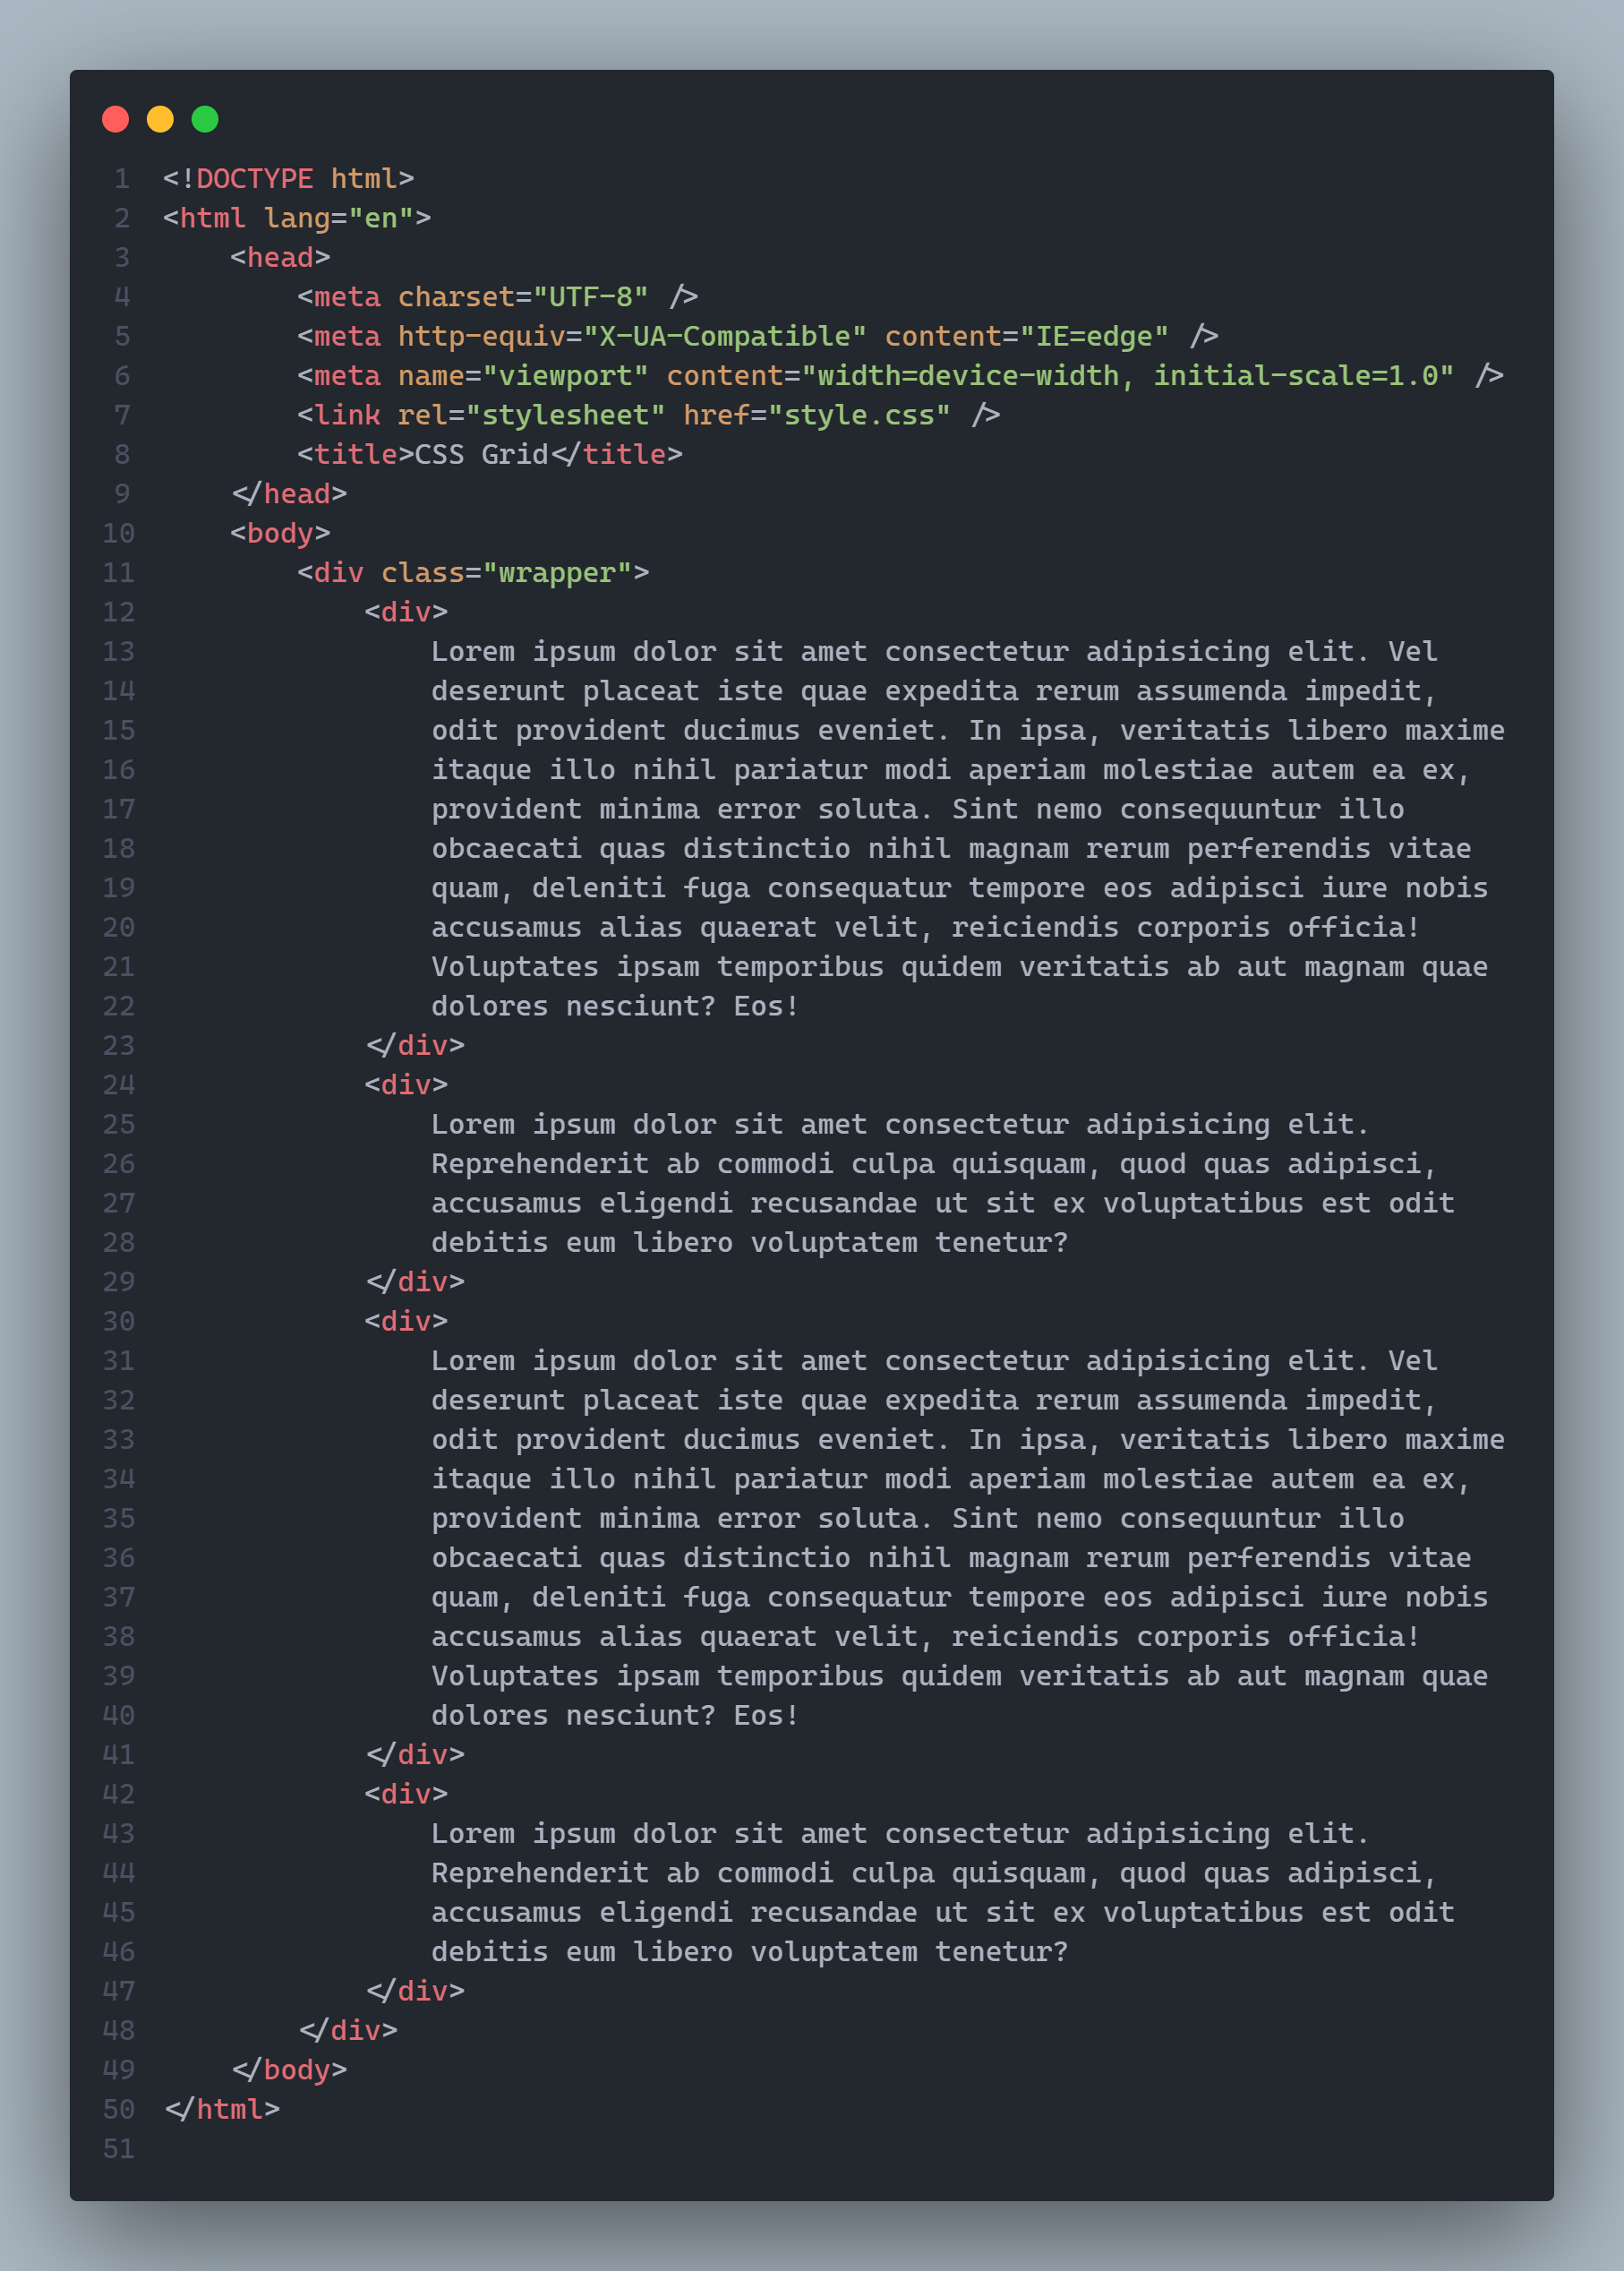 1 <!DOCTYPE html>
2 <html lang="en">
3     <head>
4         <meta charset="UTF-8" />
5         <meta http-equiv="X-UA-Compatible" content="IE=edge" />
6         <meta name="viewport" content="width=device-width, initial-scale=1.0" />
7         <link rel="stylesheet" href="style.css" />
8         <title>CSS Grid</title>
9     </head>
10     <body>
11         <div class="wrapper">
12             <div>
13                 Lorem ipsum dolor sit amet consectetur adipisicing elit. Vel
14                 deserunt placeat iste quae expedita rerum assumenda impedit,
15                 odit provident ducimus eveniet. In ipsa, veritatis libero maxime
16                 itaque illo nihil pariatur modi aperiam molestiae autem ea ex,
17                 provident minima error soluta. Sint nemo consequuntur illo
18                 obcaecati quas distinctio nihil magnam rerum perferendis vitae
19                 quam, deleniti fuga consequatur tempore eos adipisci iure nobis
20                 accusamus alias quaerat velit, reiciendis corporis officia!
21                 Voluptates ipsam temporibus quidem veritatis ab aut magnam quae
22                 dolores nesciunt? Eos!
23             </div>
24             <div>
25                 Lorem ipsum dolor sit amet consectetur adipisicing elit.
26                 Reprehenderit ab commodi culpa quisquam, quod quas adipisci,
27                 accusamus eligendi recusandae ut sit ex voluptatibus est odit
28                 debitis eum libero voluptatem tenetur?
29             </div>
30             <div>
31                 Lorem ipsum dolor sit amet consectetur adipisicing elit. Vel
32                 deserunt placeat iste quae expedita rerum assumenda impedit,
33                 odit provident ducimus eveniet. In ipsa, veritatis libero maxime
34                 itaque illo nihil pariatur modi aperiam molestiae autem ea ex,
35                 provident minima error soluta. Sint nemo consequuntur illo
36                 obcaecati quas distinctio nihil magnam rerum perferendis vitae
37                 quam, deleniti fuga consequatur tempore eos adipisci iure nobis
38                 accusamus alias quaerat velit, reiciendis corporis officia!
39                 Voluptates ipsam temporibus quidem veritatis ab aut magnam quae
40                 dolores nesciunt? Eos!
41             </div>
42             <div>
43                 Lorem ipsum dolor sit amet consectetur adipisicing elit.
44                 Reprehenderit ab commodi culpa quisquam, quod quas adipisci,
45                 accusamus eligendi recusandae ut sit ex voluptatibus est odit
46                 debitis eum libero voluptatem tenetur?
47             </div>
48         </div>
49     </body>
50 </html>
51